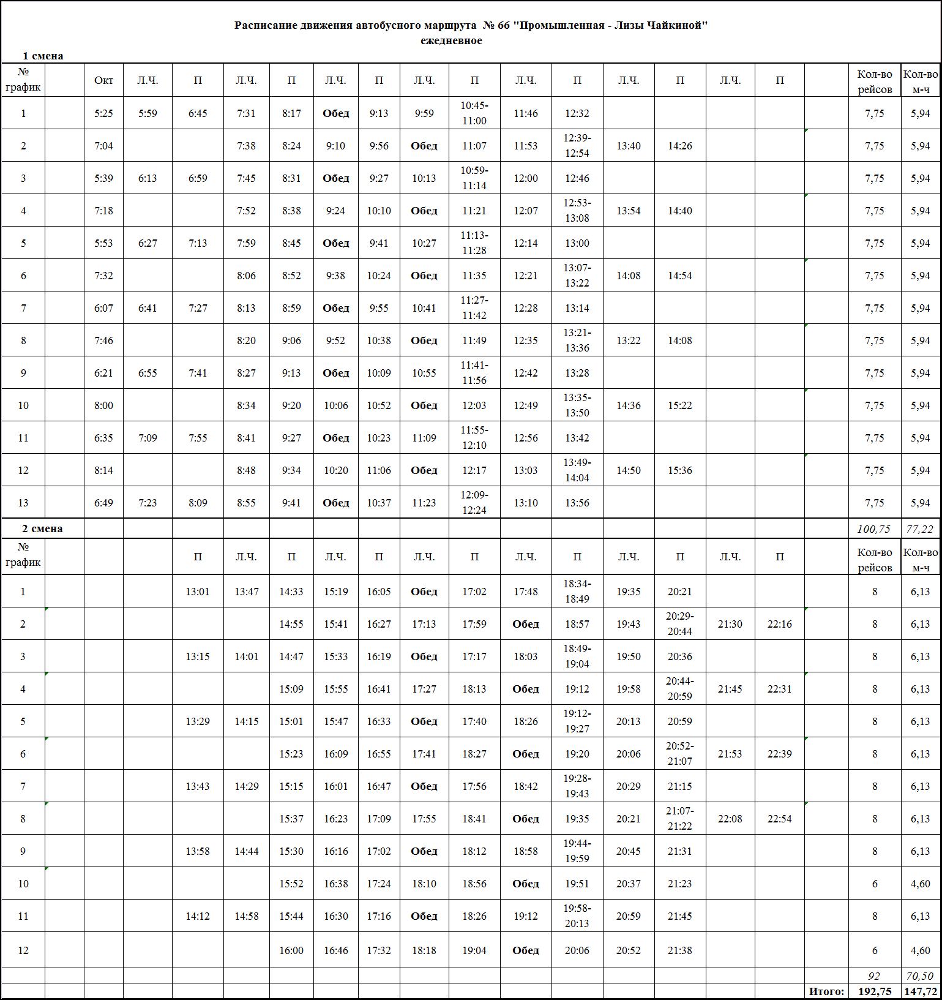 Расписание движения автобусного маршрута № 66 "Промышленная - Лизы Чайкиной"
ежедневное
1 смена
№ график Окт Л.Ч. П Л.Ч. П Л.Ч. П Л.Ч. П Л.Ч. П Л.Ч. П Л.Ч. П Кол-во рейсов Кол-во м-ч
1 5:25 5:59 6:45 7:31 8:17 Обед 9:13 9:59 10:45-11:00 11:46 12:32 7,75 5,94
2 7:04 7:38 8:24 9:10 9:56 Обед 11:07 11:53 12:39-12:54 13:40 14:26 7,75 5,94
3 5:39 6:13 6:59 7:45 8:31 Обед 9:27 10:13 10:59-11:14 12:00 12:46 7,75 5,94
4 7:18 7:52 8:38 9:24 10:10 Обед 11:21 12:07 12:53-13:08 13:54 14:40 7,75 5,94
5 5:53 6:27 7:13 7:59 8:45 Обед 9:41 10:27 11:13-11:28 12:14 13:00 7,75 5,94
6 7:32 8:06 8:52 9:38 10:24 Обед 11:35 12:21 13:07-13:22 14:08 14:54 7,75 5,94
7 6:07 6:41 7:27 8:13 8:59 Обед 9:55 10:41 11:27-11:42 12:28 13:14 7,75 5,94
8 7:46 8:20 9:06 9:52 10:38 Обед 11:49 12:35 13:21-13:36 13:22 14:08 7,75 5,94
9 6:21 6:55 7:41 8:27 9:13 Обед 10:09 10:55 11:41-11:56 12:42 13:28 7,75 5,94
10 8:00 8:34 9:20 10:06 10:52 Обед 12:03 12:49 13:35-13:50 14:36 15:22 7,75 5,94
11 6:35 7:09 7:55 8:41 9:27 Обед 10:23 11:09 11:55-12:10 12:56 13:42 7,75 5,94
12 8:14 8:48 9:34 10:20 11:06 Обед 12:17 13:03 13:49-14:04 14:50 15:36 7,75 5,94
13 6:49 7:23 8:09 8:55 9:41 Обед 10:37 11:23 12:09-12:24 13:10 13:56 7,75 5,94
2 смена 100,75 77,22
№ график П Л.Ч. П Л.Ч. П Л.Ч. П Л.Ч. П Л.Ч. П Л.Ч. П Кол-во рейсов Кол-во м-ч
1 13:01 13:47 14:33 15:19 16:05 Обед 17:02 17:48 18:34-18:49 19:35 20:21 8 6,13
2 14:55 15:41 16:27 17:13 17:59 Обед 18:57 19:43 20:29-20:44 21:30 22:16 8 6,13
3 13:15 14:01 14:47 15:33 16:19 Обед 17:17 18:03 18:49-19:04 19:50 20:36 8 6,13
4 15:09 15:55 16:41 17:27 18:13 Обед 19:12 19:58 20:44-20:59 21:45 22:31 8 6,13
5 13:29 14:15 15:01 15:47 16:33 Обед 17:40 18:26 19:12-19:27 20:13 20:59 8 6,13
6 15:23 16:09 16:55 17:41 18:27 Обед 19:20 20:06 20:52-21:07 21:53 22:39 8 6,13
7 13:43 14:29 15:15 16:01 16:47 Обед 17:56 18:42 19:28-19:43 20:29 21:15 8 6,13
8 15:37 16:23 17:09 17:55 18:41 Обед 19:35 20:21 21:07-21:22 22:08 22:54 8 6,13
9 13:58 14:44 15:30 16:16 17:02 Обед 18:12 18:58 19:44-19:59 20:45 21:31 8 6,13
10 15:52 16:38 17:24 18:10 18:56 Обед 19:51 20:37 21:23 6 4,60
11 14:12 14:58 15:44 16:30 17:16 Обед 18:26 19:12 19:58-20:13 20:59 21:45 8 6,13
12 16:00 16:46 17:32 18:18 19:04 Обед 20:06 20:52 21:38 6 4,60
92 70,50
Итого: 192,75 147,72